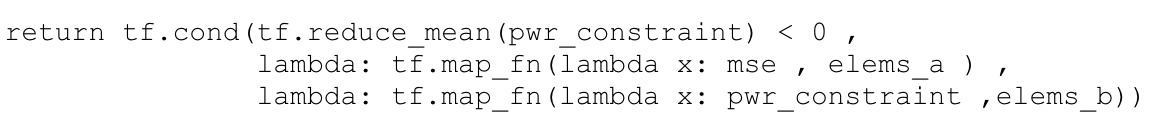 return tf.cond(tf.reduce_mean(pwr_constraint) < 0 ,
lambda: tf.map_fn(lambda x: mse , elems_a ) ,
lambda: tf.map_fn(lambda x: pwr_constraint ,elems_b))